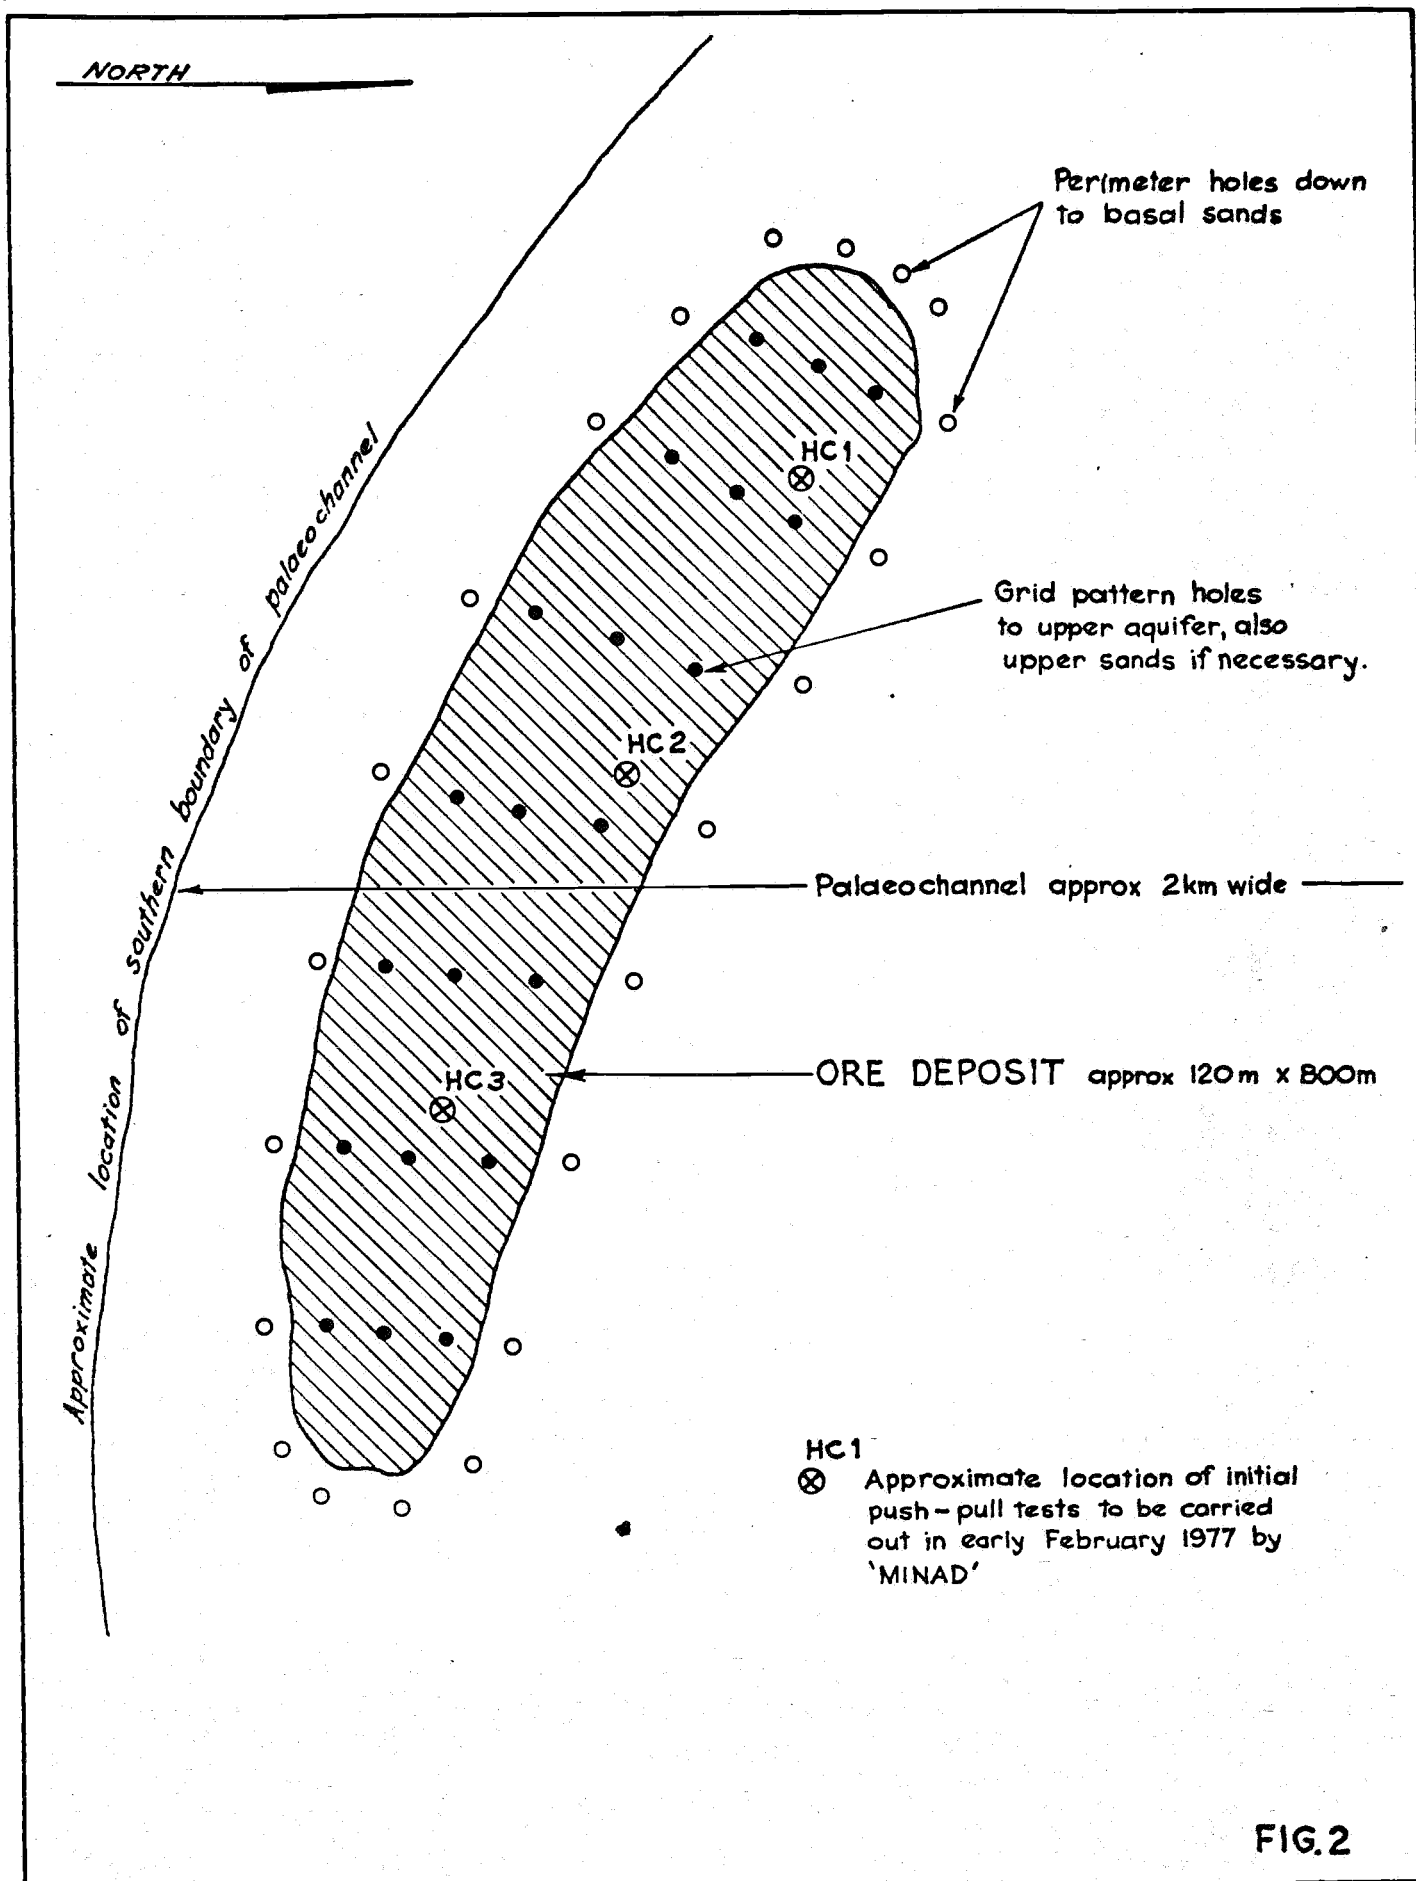 NORTH
Perimeter holes down
to basal sands
HC1
Approximate location of southern boundary of palaeochannel
Grid pattern holes
to upper aquifer, also
upper sands if necessary.
HC2
Palaeochannel approx 2km wide
ORE DEPOSIT approx 120m x 800m
HC3
HC1
Approximate location of initial
push-pull tests to be carried
out in early February 1977 by
'MINAD'
FIG. 2